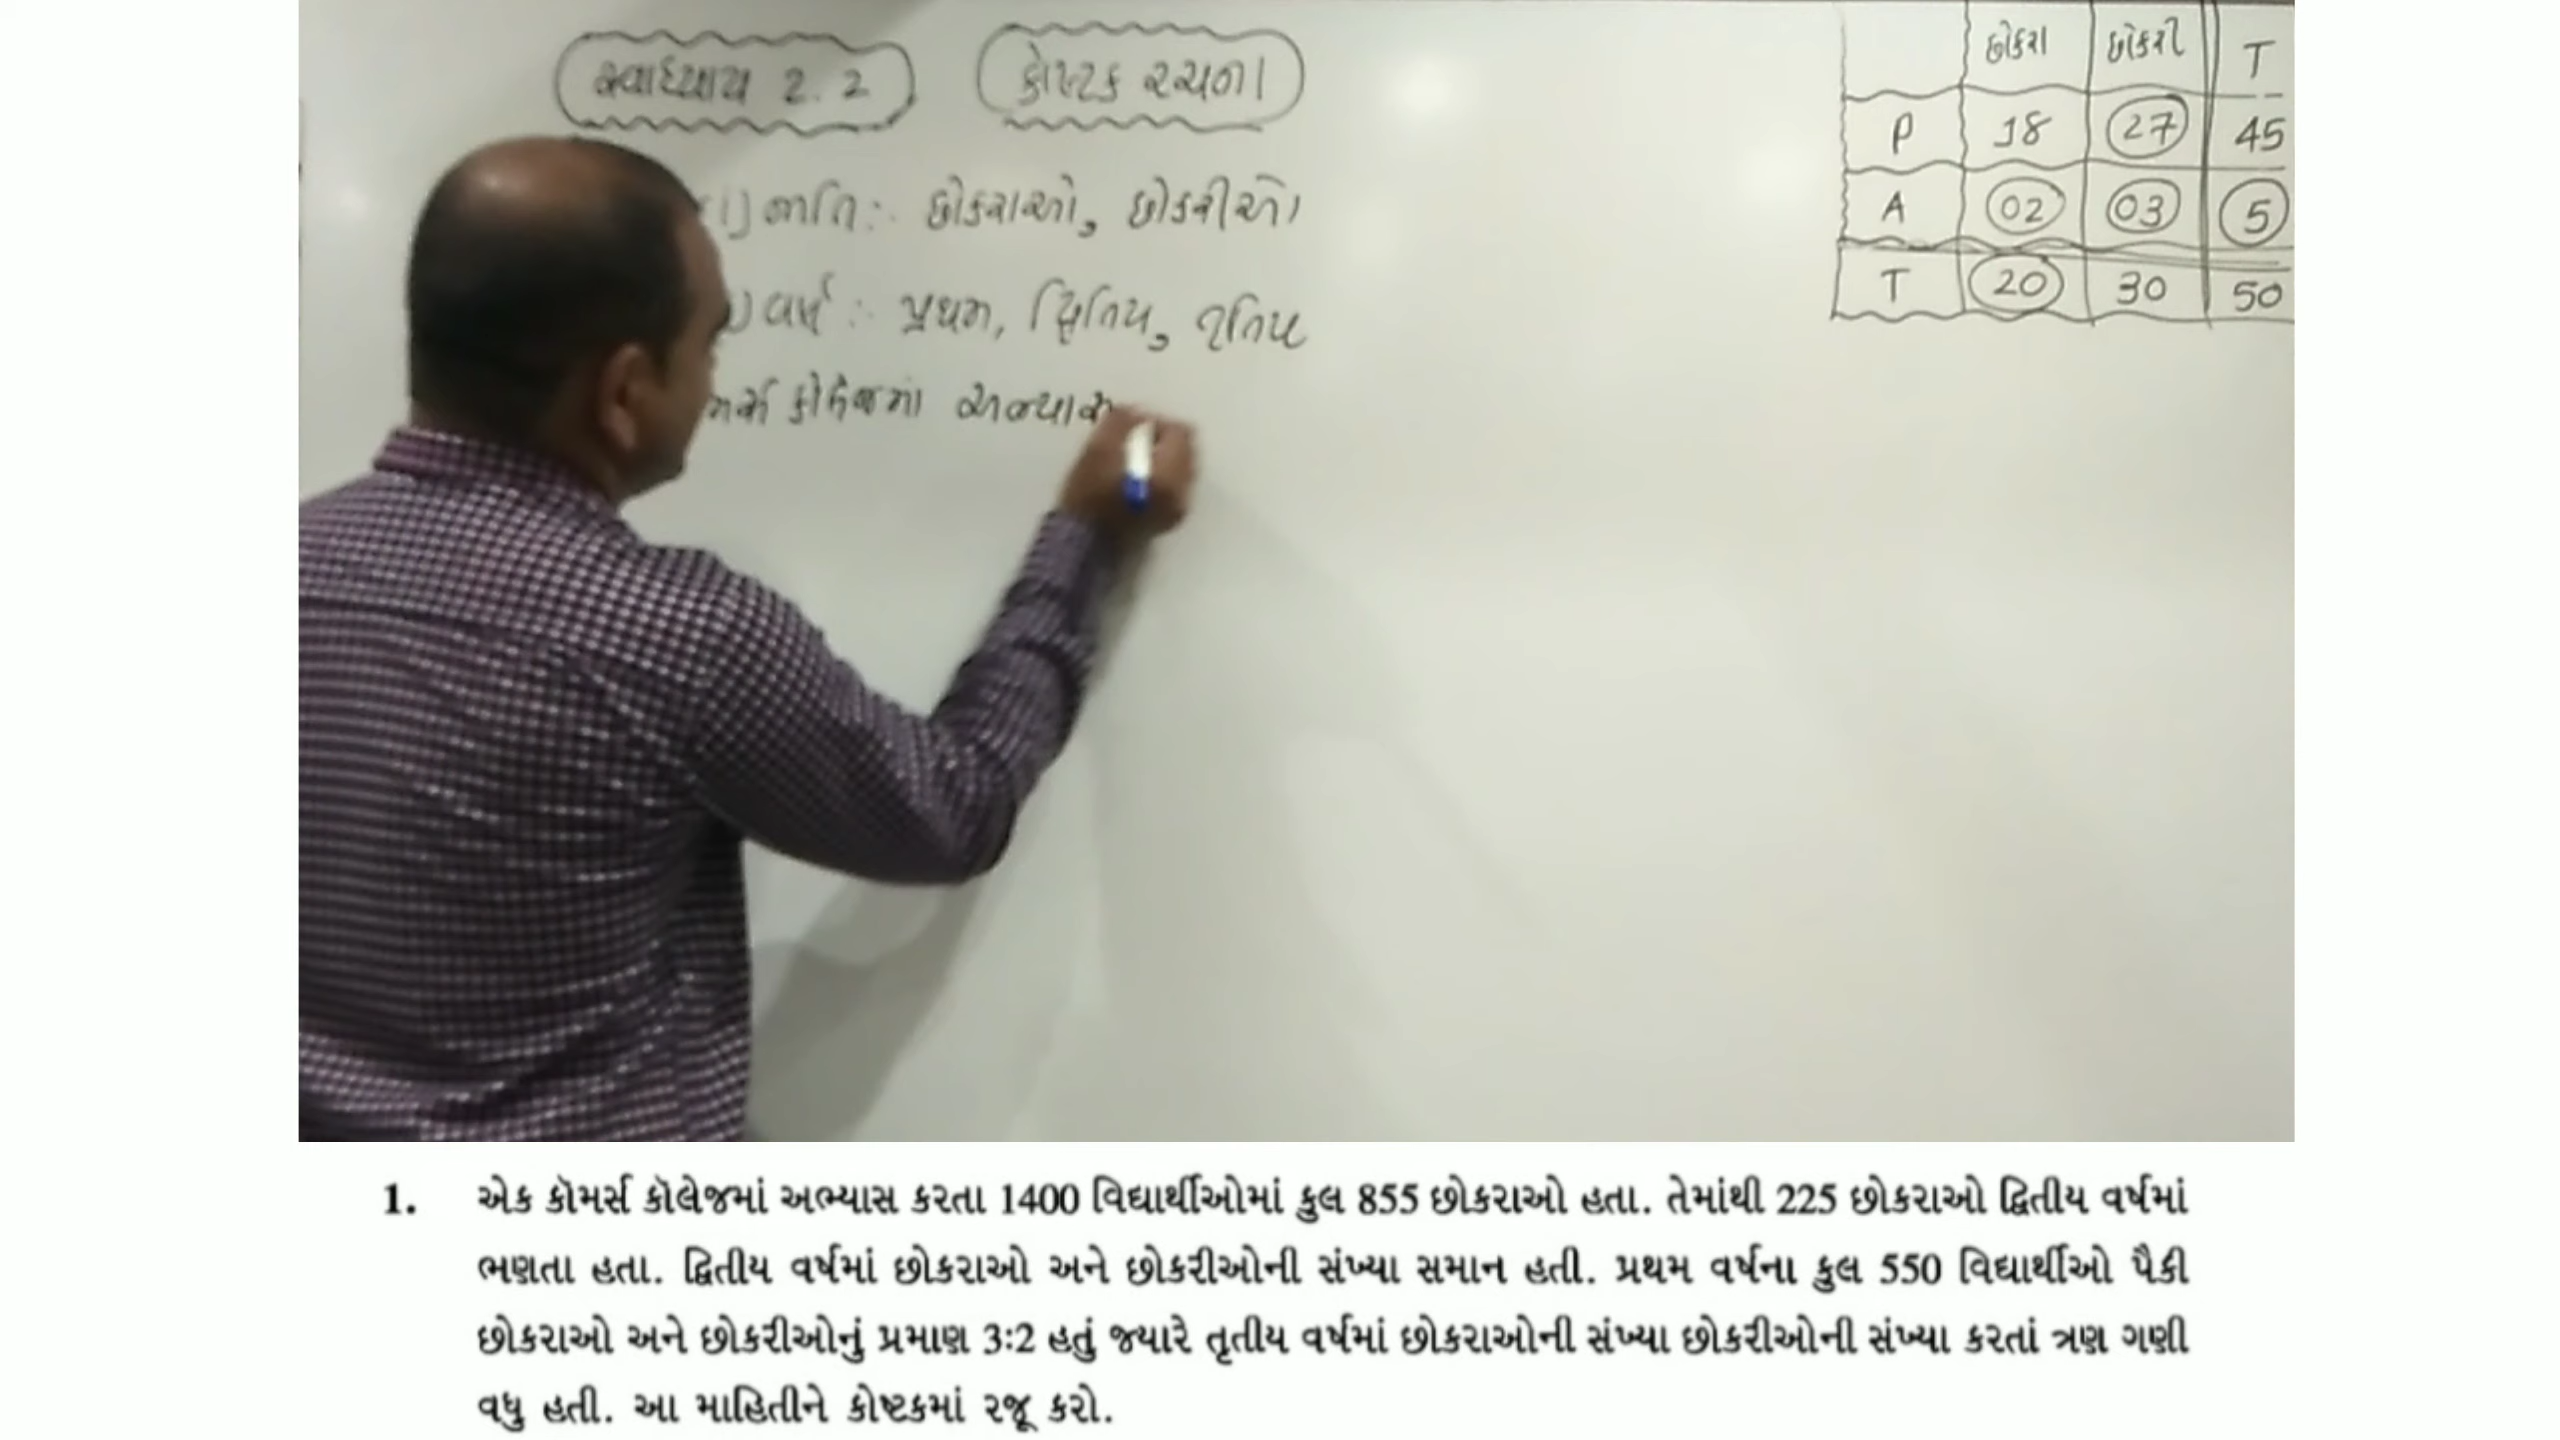 સ્વાધ્યાય 2.2 કોષ્ટક રચના
જાતિ :- છોકરાઓ, છોકરીઓ
વર્ષ :- પ્રથમ, દ્વિતિય, તૃતિય
કોલેજમાં અભ્યાસ
છોકરા છોકરી T
P 18 27 45
A 02 03 5
T 20 30 50
1. એક કૉમર્સ કૉલેજમાં અભ્યાસ કરતા 1400 વિદ્યાર્થીઓમાં કુલ 855 છોકરાઓ હતા. તેમાંથી 225 છોકરાઓ દ્વિતીય વર્ષમાં
ભણતા હતા. દ્વિતીય વર્ષમાં છોકરાઓ અને છોકરીઓની સંખ્યા સમાન હતી. પ્રથમ વર્ષના કુલ 550 વિદ્યાર્થીઓ પૈકી
છોકરાઓ અને છોકરીઓનું પ્રમાણ 3:2 હતું જ્યારે તૃતીય વર્ષમાં છોકરાઓની સંખ્યા છોકરીઓની સંખ્યા કરતાં ત્રણ ગણી
વધુ હતી. આ માહિતીને કોષ્ટકમાં રજૂ કરો.